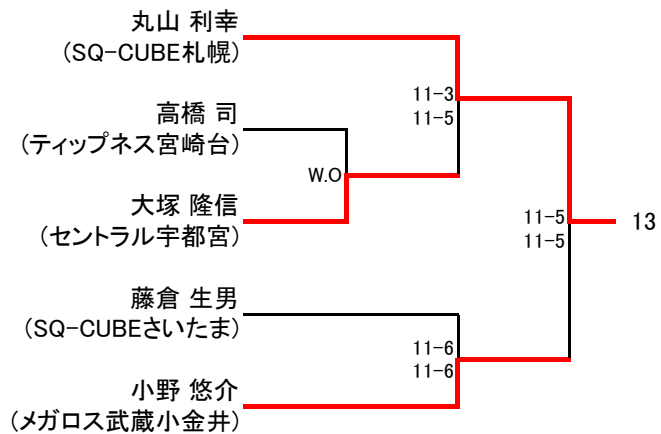 丸山 利幸
(SQ-CUBE札幌)
11-3
11-5
高橋 司
(ティップネス宮崎台)
W.O
大塚 隆信
(セントラル宇都宮)
11-5
11-5
13
藤倉 生男
(SQ-CUBEさいたま)
11-6
11-6
小野 悠介
(メガロス武蔵小金井)